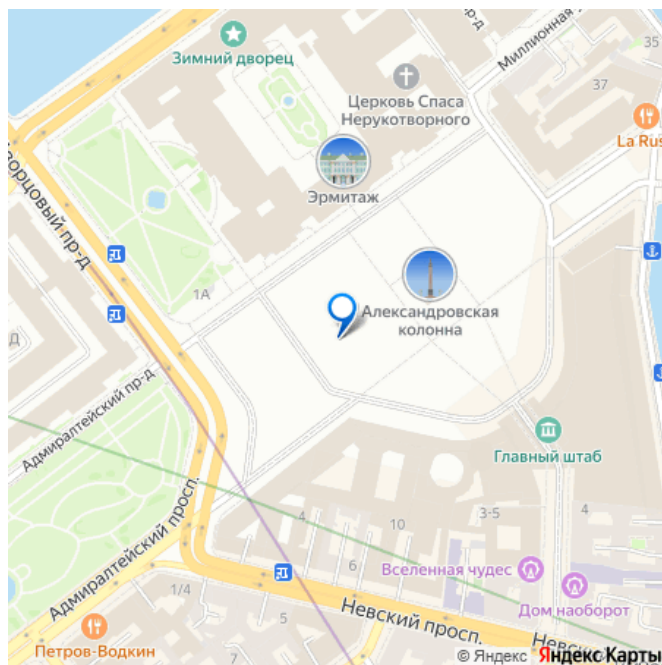 Зимний дворец
Миллионная
37
Церковь Спаса
Нерукотворного
La Rus
Эрмитаж
Дворцовый пр-д
1А
Александровская
колонна
Д
Адмиралтейский пр-д
Главный штаб
Адмиралтейский просп.
4
10
3-5
4
6
Вселенная чудес
1/4
5
Дом наоборот
Невский просп.
Невск
Петров-Водкин
© Яндекс Яндекс Карты